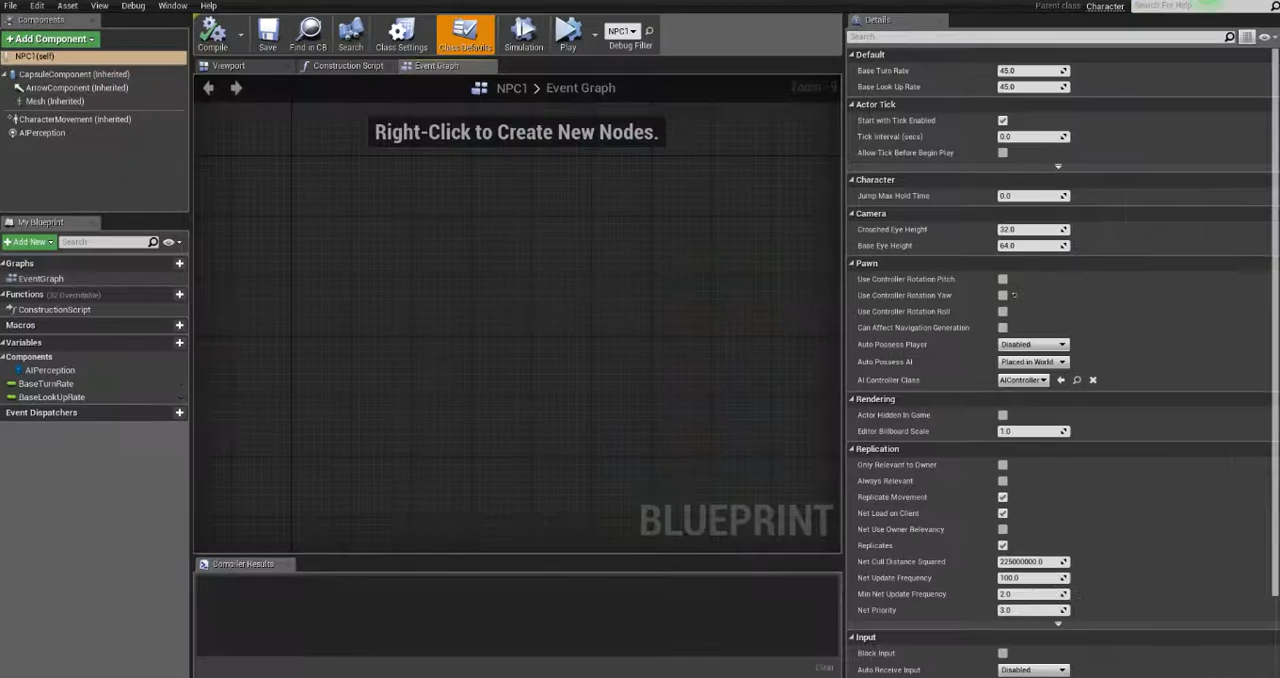 File Edit Asset View Debug Window Help
Parent class: Character Search For Help
Components
+Add Component
NPC1(self)
CapsuleComponent (Inherited)
ArrowComponent (Inherited)
Mesh (Inherited)
CharacterMovement (Inherited)
AIPerception
My Blueprint
+Add New Search
Graphs
EventGraph
Functions (32 Overridable)
ConstructionScript
Macros
Variables
Components
AIPerception
BaseTurnRate
BaseLookUpRate
Event Dispatchers
Compile Save Find in CB Search Class Settings Class Defaults Simulation Play
NPC1
Debug Filter
Viewport Construction Script Event Graph
NPC1 > Event Graph
Zoom -9
Right-Click to Create New Nodes.
BLUEPRINT
Compiler Results
Clear
Details
Search
Default
Base Turn Rate 45.0
Base Look Up Rate 45.0
Actor Tick
Start with Tick Enabled
Tick Interval (secs) 0.0
Allow Tick Before Begin Play
Character
Jump Max Hold Time 0.0
Camera
Crouched Eye Height 32.0
Base Eye Height 64.0
Pawn
Use Controller Rotation Pitch
Use Controller Rotation Yaw
Use Controller Rotation Roll
Can Affect Navigation Generation
Auto Possess Player Disabled
Auto Possess AI Placed in World
AI Controller Class AIController
Rendering
Actor Hidden In Game
Editor Billboard Scale 1.0
Replication
Only Relevant to Owner
Always Relevant
Replicate Movement
Net Load on Client
Net Use Owner Relevancy
Replicates
Net Cull Distance Squared 225000000.0
Net Update Frequency 100.0
Min Net Update Frequency 2.0
Net Priority 3.0
Input
Block Input
Auto Receive Input Disabled